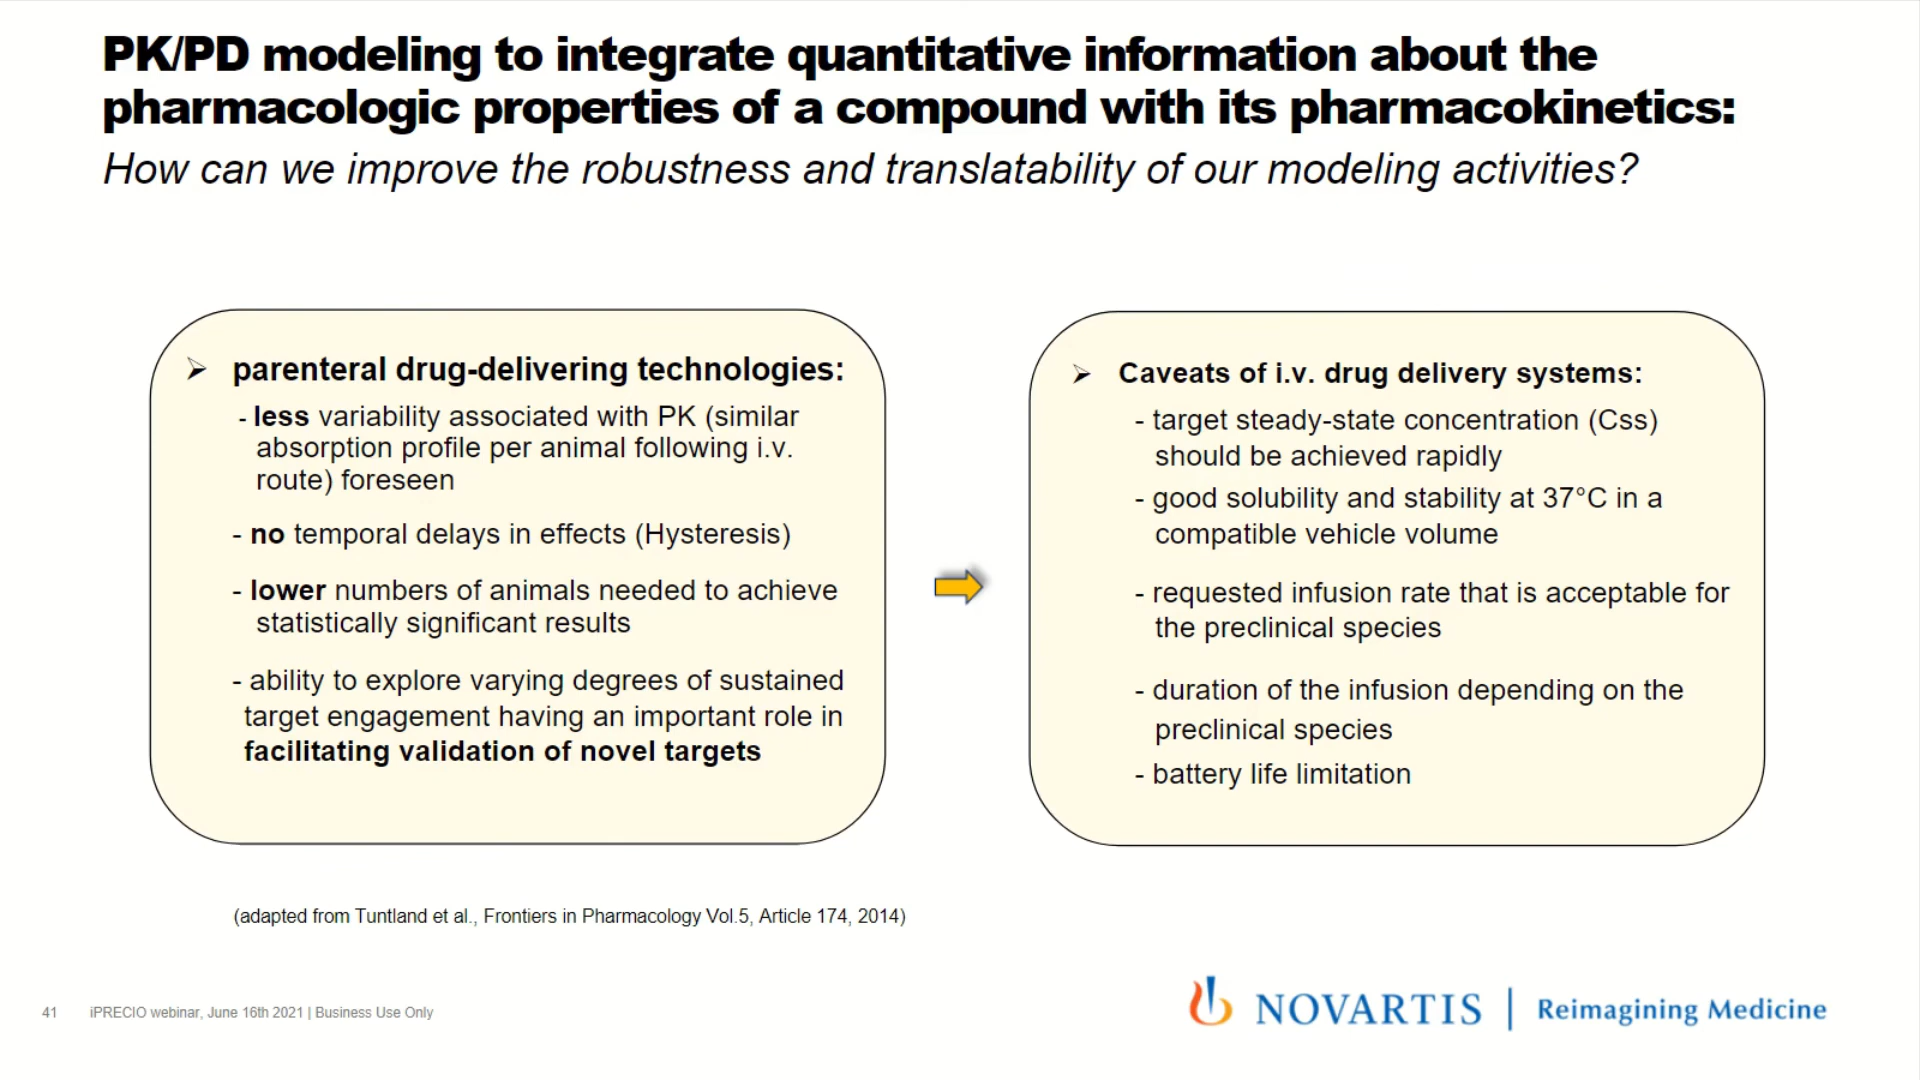 PK/PD modeling to integrate quantitative information about the
pharmacologic properties of a compound with its pharmacokinetics:
How can we improve the robustness and translatability of our modeling activities?
➢ parenteral drug-delivering technologies:
- less variability associated with PK (similar
absorption profile per animal following i.v.
route) foreseen
- no temporal delays in effects (Hysteresis)
- lower numbers of animals needed to achieve
statistically significant results
- ability to explore varying degrees of sustained
target engagement having an important role in
facilitating validation of novel targets
➢ Caveats of i.v. drug delivery systems:
- target steady-state concentration (Css)
should be achieved rapidly
- good solubility and stability at 37°C in a
compatible vehicle volume
- requested infusion rate that is acceptable for
the preclinical species
- duration of the infusion depending on the
preclinical species
- battery life limitation
(adapted from Tuntland et al., Frontiers in Pharmacology Vol.5, Article 174, 2014)
41 iPRECIO webinar, June 16th 2021 | Business Use Only
NOVARTIS | Reimagining Medicine